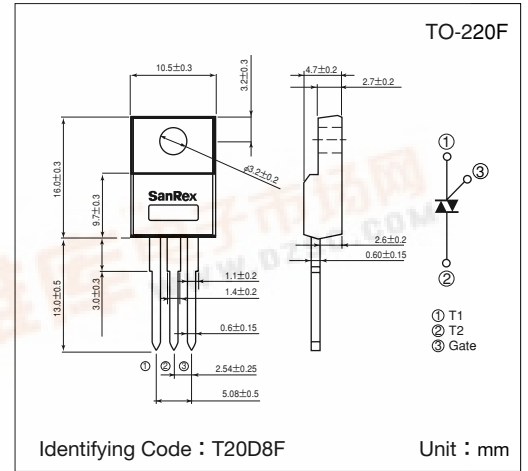 TO-220F
10.5±0.3
3.2±0.3
4.7±0.2
2.7±0.2
16.0±0.3
9.7±0.3
φ3.2±0.2
SanRex
①
③
②
2.6±0.2
0.60±0.15
13.0±0.5
3.0±0.3
1.1±0.2
1.4±0.2
0.6±0.15
① ② ③
2.54±0.25
5.08±0.5
① T1
② T2
③ Gate
Identifying Code：T20D8F
Unit：mm